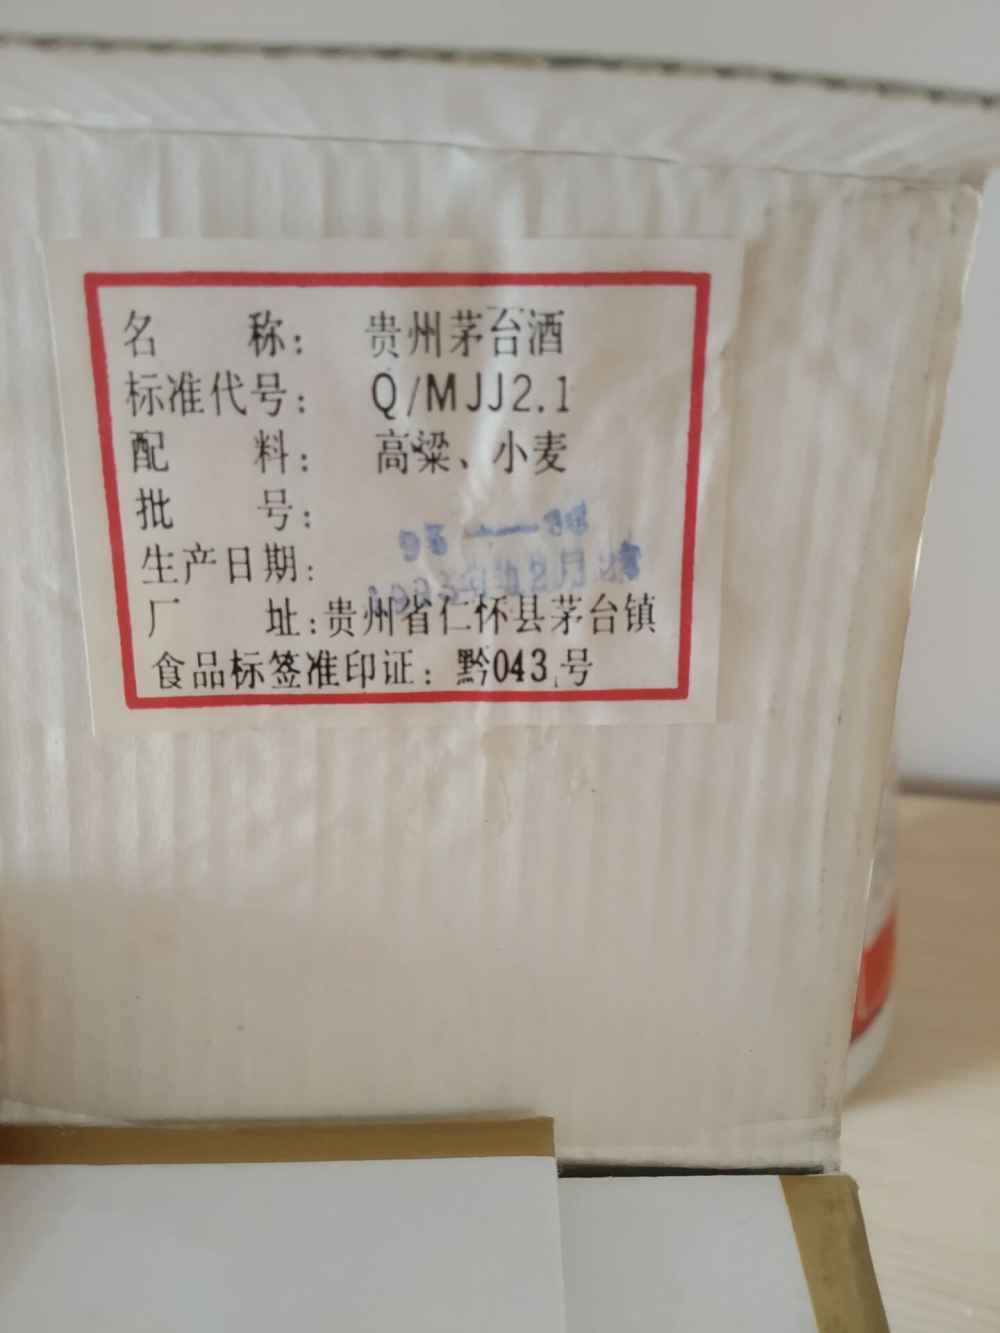 名 称： 贵州茅台酒
标准代号： Q/MJJ2.1
配 料： 高粱、小麦
批 号：
生产日期：
厂 址：贵州省仁怀县茅台镇
食品标签准印证：黔043号